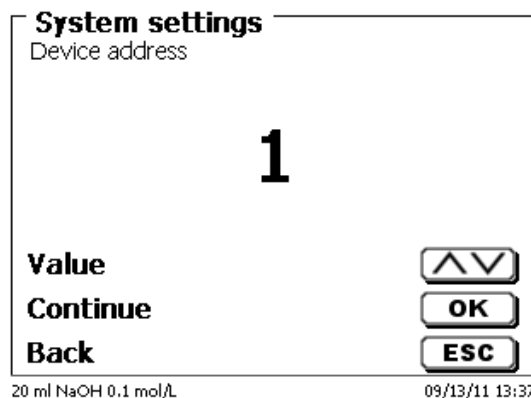 System settings
Device address
1
Value
Continue OK
Back ESC
20 ml NaOH 0.1 mol/L 09/13/11 13:37